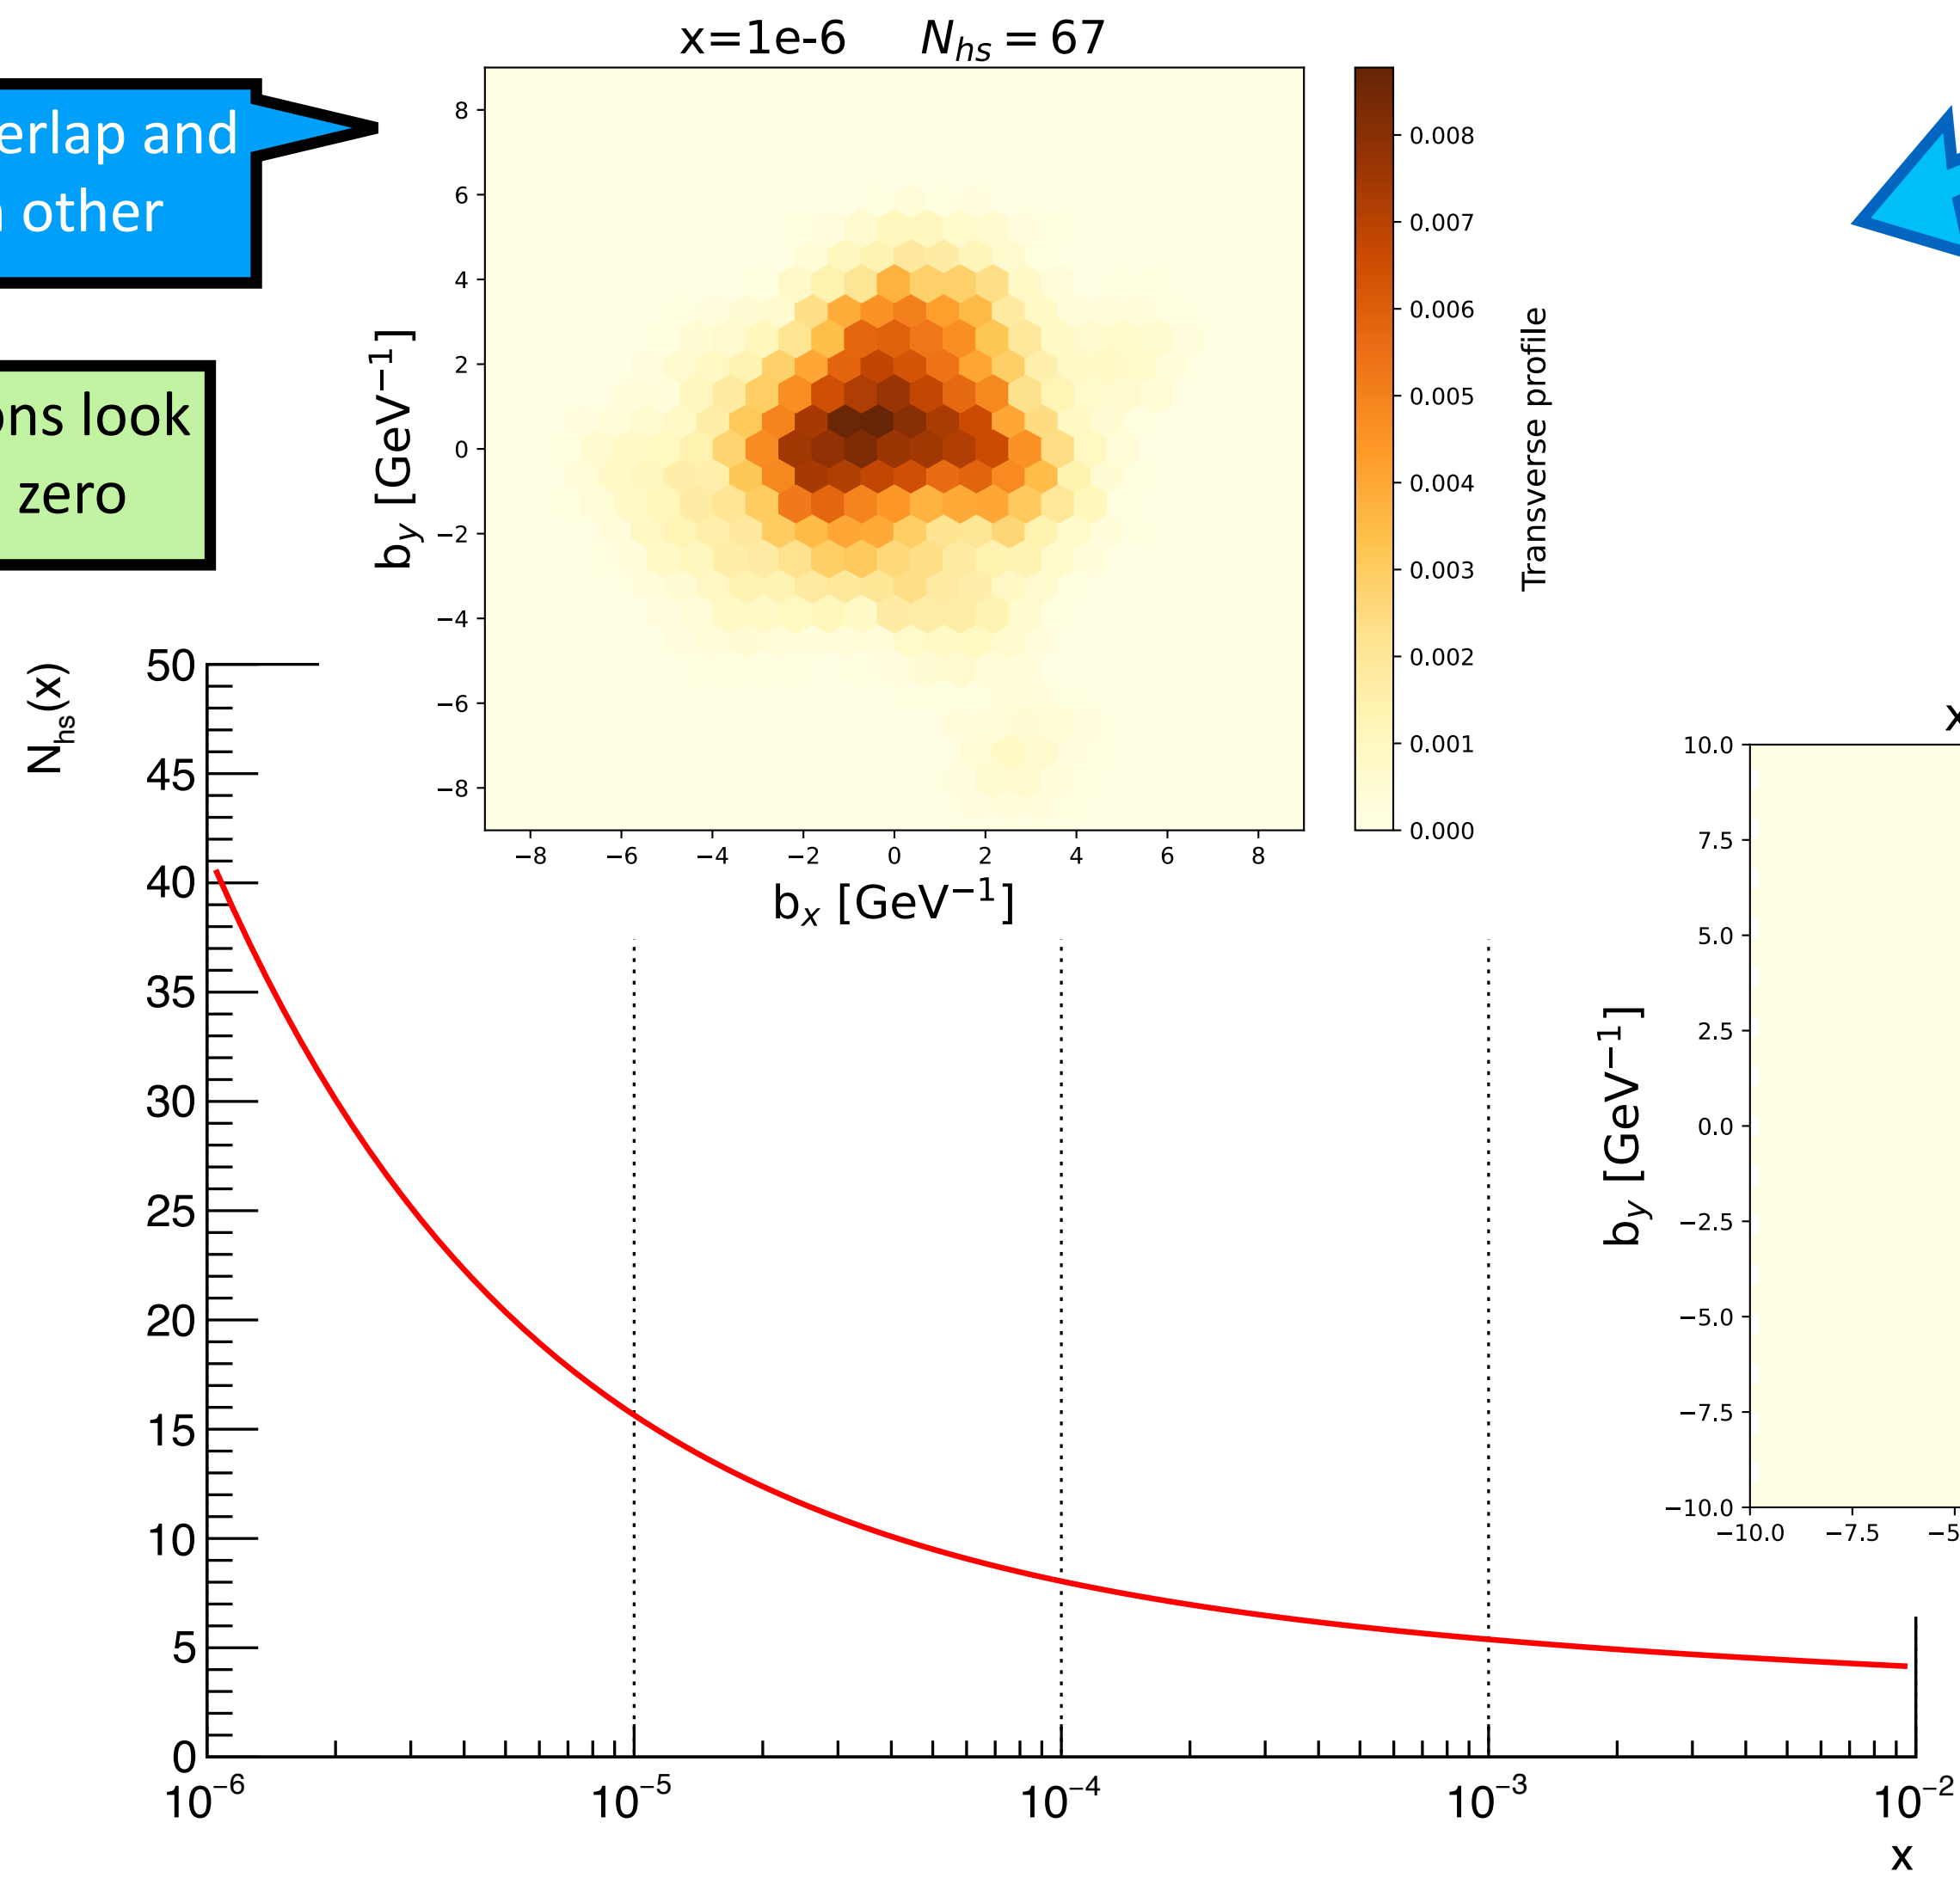 x=1e-6 N_hs = 67
and
other
look
zero
8
6
4
2
0
−2
−4
−6
−8
b_y [GeV⁻¹]
−8 −6 −4 −2 0 2 4 6 8
b_x [GeV⁻¹]
0.008
0.007
0.006
0.005
0.004
0.003
0.002
0.001
0.000
Transverse profile
N_hs(x)
50
45
40
35
30
25
20
15
10
5
0
10⁻⁶ 10⁻⁵ 10⁻⁴ 10⁻³ 10⁻²
x
x
10.0
7.5
5.0
2.5
0.0
−2.5
−5.0
−7.5
−10.0
b_y [GeV⁻¹]
−10.0 −7.5